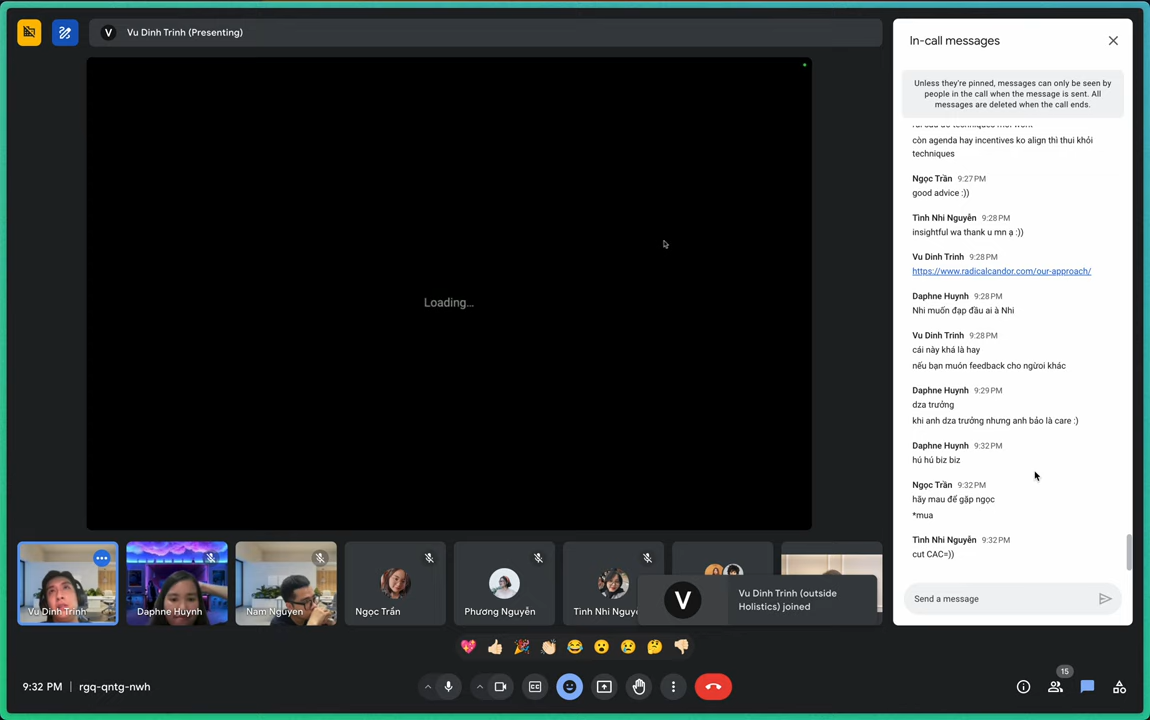 V Vu Dinh Trinh (Presenting)
Loading...
In-call messages
Unless they're pinned, messages can only be seen by
people in the call when the message is sent. All
messages are deleted when the call ends.
còn agenda hay incentives ko align thì thui khỏi
techniques
Ngọc Trần 9:27 PM
good advice :))
Tình Nhi Nguyễn 9:28 PM
insightful wa thank u mn ạ :))
Vu Dinh Trinh 9:28 PM
https://www.radicalcandor.com/our-approach/
Daphne Huynh 9:28 PM
Nhi muốn đạp đầu ai à Nhi
Vu Dinh Trinh 9:28 PM
cái này khá là hay
nếu bạn muón feedback cho ngừoi khác
Daphne Huynh 9:29 PM
dza trưởng
khi anh dza trưởng nhưng anh bảo là care :)
Daphne Huynh 9:32 PM
hú hú biz biz
Ngọc Trần 9:32 PM
hãy mau để gặp ngọc
*mua
Tình Nhi Nguyễn 9:32 PM
cut CAC=))
Send a message
Vu Dinh Trinh
Daphne Huynh
Nam Nguyen
Ngọc Trần
Phương Nguyễn
Tình Nhi Nguyễ
V
Vu Dinh Trinh (outside
Holistics) joined
9:32 PM | rgq-qntg-nwh
CC
15